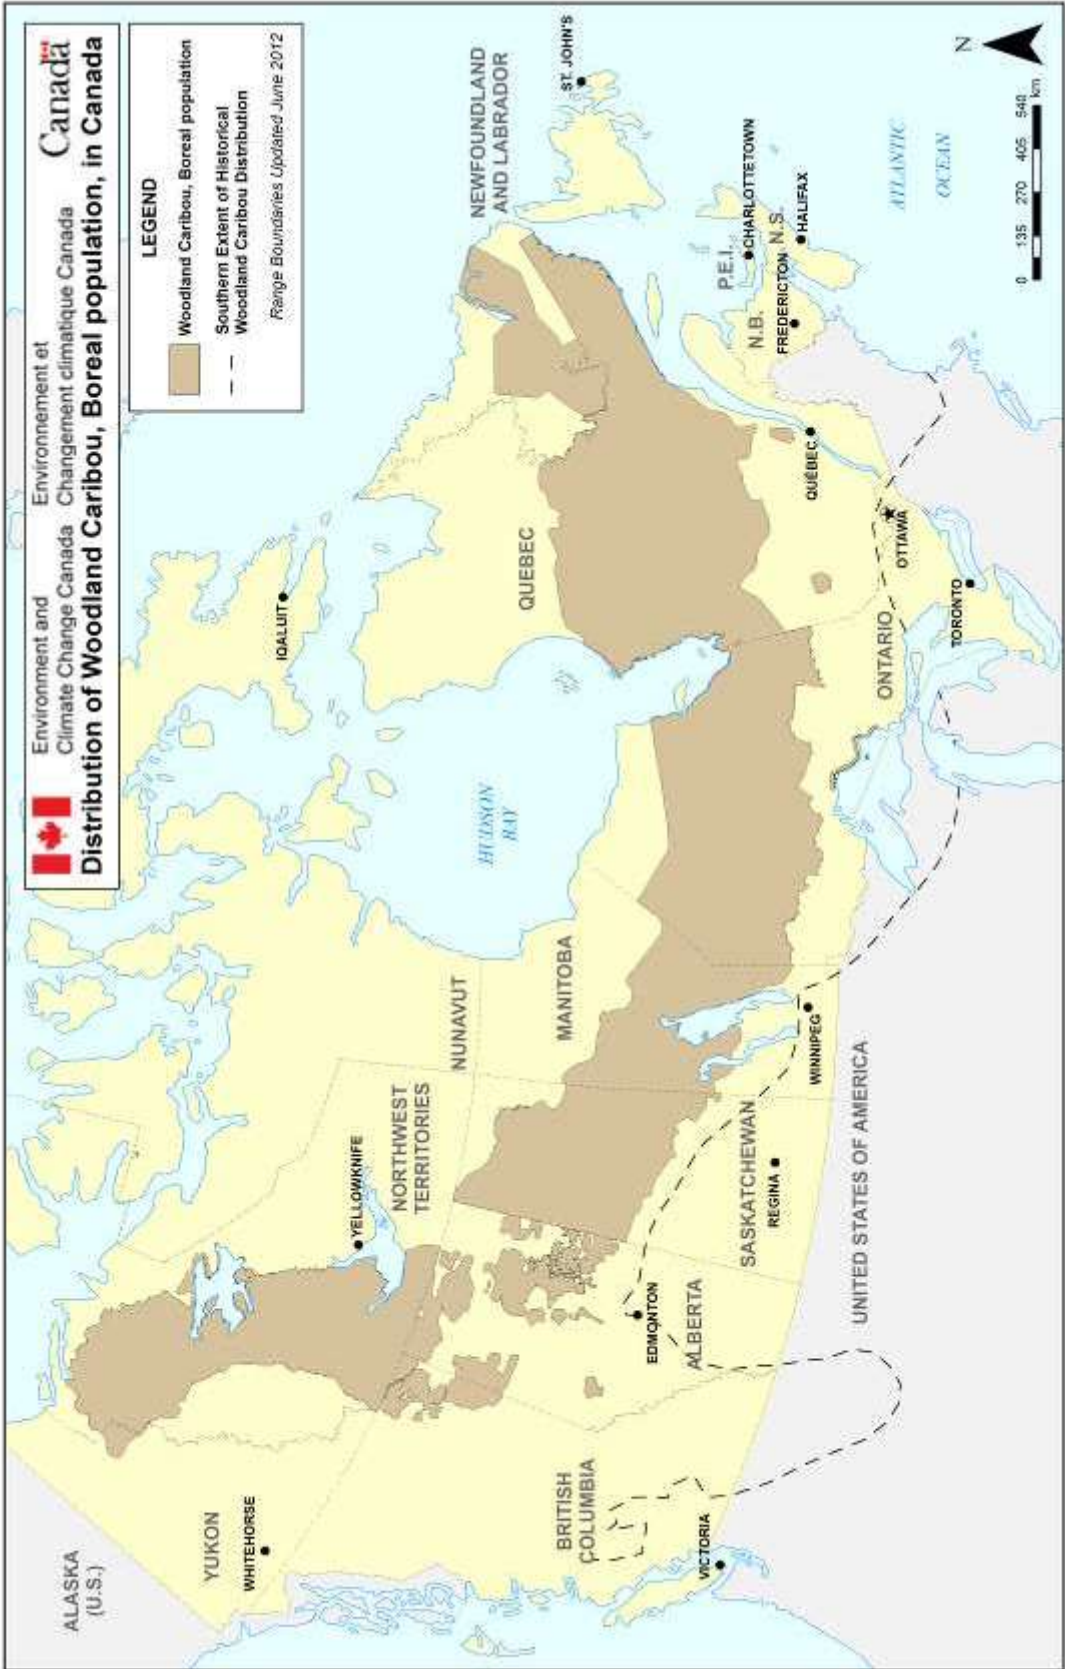 Environment and
Climate Change Canada
Environnement et
Changement climatique Canada
Canada
Distribution of Woodland Caribou, Boreal population, in Canada
LEGEND
Woodland Caribou, Boreal population
Southern Extent of Historical
Woodland Caribou Distribution
Range Boundaries Updated June 2012
ALASKA
(U.S.)
YUKON
WHITEHORSE
NORTHWEST
TERRITORIES
YELLOWKNIFE
NUNAVUT
IQALUIT
BRITISH
COLUMBIA
VICTORIA
ALBERTA
EDMONTON
SASKATCHEWAN
REGINA
MANITOBA
WINNIPEG
HUDSON
BAY
ONTARIO
TORONTO
OTTAWA
QUEBEC
QUÉBEC
NEWFOUNDLAND
AND LABRADOR
ST. JOHN'S
P.E.I.
CHARLOTTETOWN
N.B.
FREDERICTON
N.S.
HALIFAX
ATLANTIC
OCEAN
UNITED STATES OF AMERICA
N
0 135 270 405 540
km